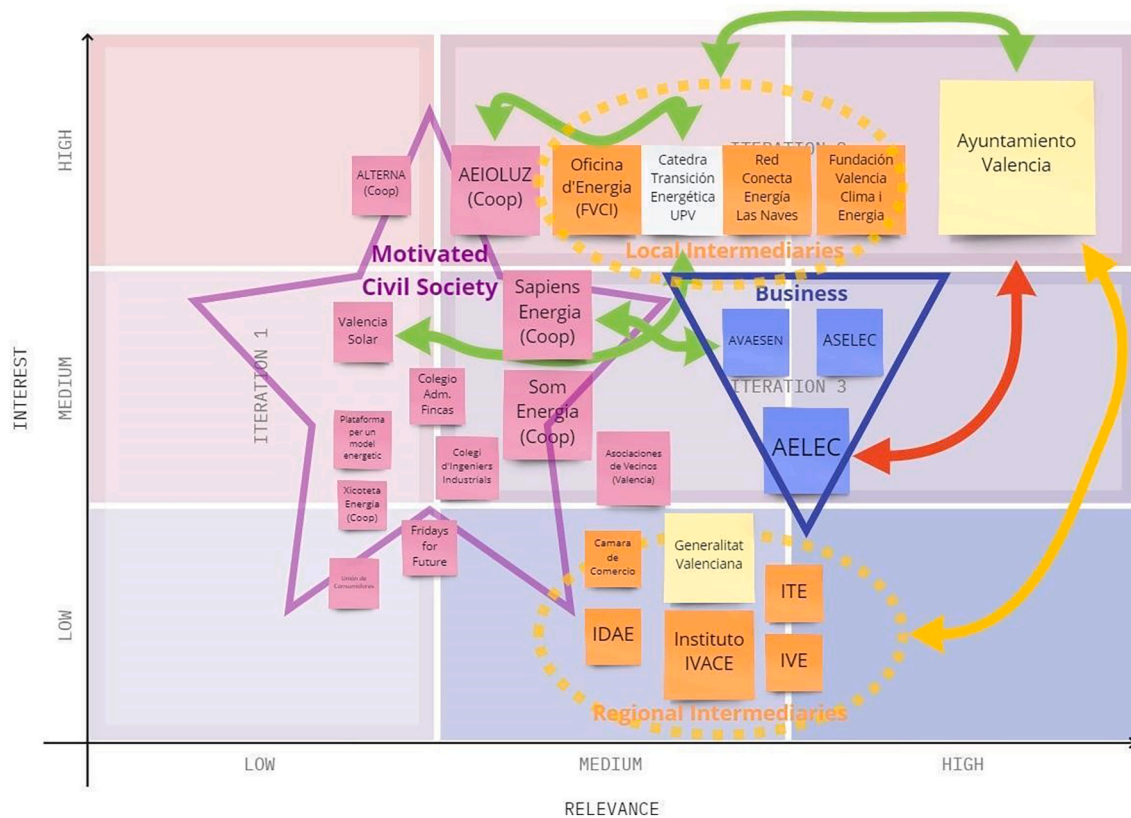 INTEREST
HIGH
MEDIUM
LOW
ALTERNA
(Coop)
AEIOLUZ
(Coop)
Oficina
d'Energia
(FVCI)
Catedra
Transición
Energética
UPV
Red
Conecta
Energía
Las Naves
Fundación
Valencia
Clima i
Energia
Ayuntamiento
Valencia
Local Intermediaries
Motivated
Civil Society
ITERATION 1
Valencia
Solar
Sapiens
Energia
(Coop)
Business
AVAESEN
ASELEC
ITERATION 3
AELEC
Colegio
Adm.
Fincas
Som
Energia
(Coop)
Plataforma
per un
model
energetic
Colegi
d'Ingeniers
Industrials
Asociaciones
de Vecinos
(Valencia)
Xicoteta
Energia
(Coop)
Fridays
for
Future
Unión de
Consumidores
Camara
de
Comercio
Generalitat
Valenciana
ITE
IDAE
Instituto
IVACE
IVE
Regional Intermediaries
LOW
MEDIUM
HIGH
RELEVANCE